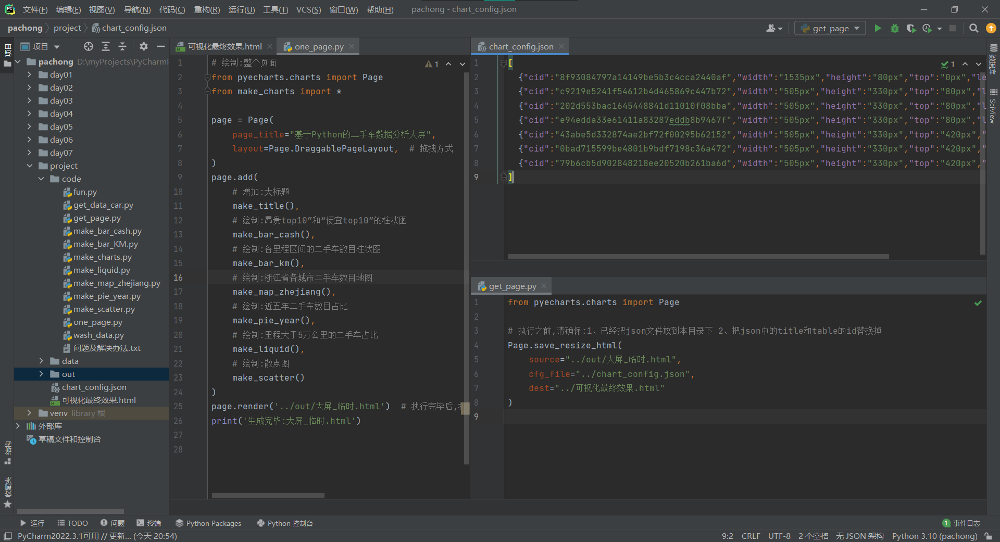 文件(F) 编辑(E) 视图(V) 导航(N) 代码(C) 重构(R) 运行(U) 工具(T) VCS(S) 窗口(W) 帮助(H) pachong - chart_config.json
pachong project chart_config.json get_page
项目
项目
pachong D:\myProjects\PyCharmP
day01
day02
day03
day04
day05
day06
day07
project
code
fun.py
get_data_car.py
get_page.py
make_bar_cash.py
make_bar_KM.py
make_charts.py
make_liquid.py
make_map_zhejiang.py
make_pie_year.py
make_scatter.py
one_page.py
wash_data.py
问题及解决办法.txt
data
out
chart_config.json
可视化最终效果.html
venv library 根
外部库
草稿文件和控制台
结构
收藏夹
可视化最终效果.html one_page.py
1 # 绘制:整个页面 1
2 from pyecharts.charts import Page
3 from make_charts import *
4
5 page = Page(
6 page_title="基于Python的二手车数据分析大屏",
7 layout=Page.DraggablePageLayout, # 拖拽方式
8 )
9 page.add(
10 # 增加:大标题
11 make_title(),
12 # 绘制:昂贵top10”和“便宜top10”的柱状图
13 make_bar_cash(),
14 # 绘制:各里程区间的二手车数目柱状图
15 make_bar_km(),
16 # 绘制:浙江省各城市二手车数目地图
17 make_map_zhejiang(),
18 # 绘制:近五年二手车数目占比
19 make_pie_year(),
20 # 绘制:里程大于5万公里的二手车占比
21 make_liquid(),
22 # 绘制:散点图
23 make_scatter()
24 )
25 page.render('../out/大屏_临时.html') # 执行完毕后,
26 print('生成完毕:大屏_临时.html')
27
28
chart_config.json
1 [ 1
2 {"cid":"8f93084797a14149be5b3c4cca2440af","width":"1535px","height":"80px","top":"0px","le
3 {"cid":"c9219e5241f54612b4d465869c447b72","width":"505px","height":"330px","top":"80px","l
4 {"cid":"202d553bac1645448841d11010f08bba","width":"505px","height":"330px","top":"80px","l
5 {"cid":"e94edda33e61411a83287eddb8b9467f","width":"505px","height":"330px","top":"80px","l
6 {"cid":"43abe5d332874ae2bf72f00295b62152","width":"505px","height":"330px","top":"420px","
7 {"cid":"0bad715599be4801b9bdf7198c36a472","width":"505px","height":"330px","top":"420px","
8 {"cid":"79b6cb5d902848218ee20520b261ba6d","width":"505px","height":"330px","top":"420px","
9 ]
get_page.py
1 from pyecharts.charts import Page
2
3 # 执行之前,请确保:1、已经把json文件放到本目录下 2、把json中的title和table的id替换掉
4 Page.save_resize_html(
5 source="../out/大屏_临时.html",
6 cfg_file="../chart_config.json",
7 dest="../可视化最终效果.html"
8 )
9
数据库
SciView
运行 TODO 问题 终端 Python Packages Python 控制台 1 事件日志
PyCharm2022.3.1可用 // 更新... (今天 20:54) 9:2 CRLF UTF-8 2 个空格 无 JSON 架构 Python 3.10 (pachong)